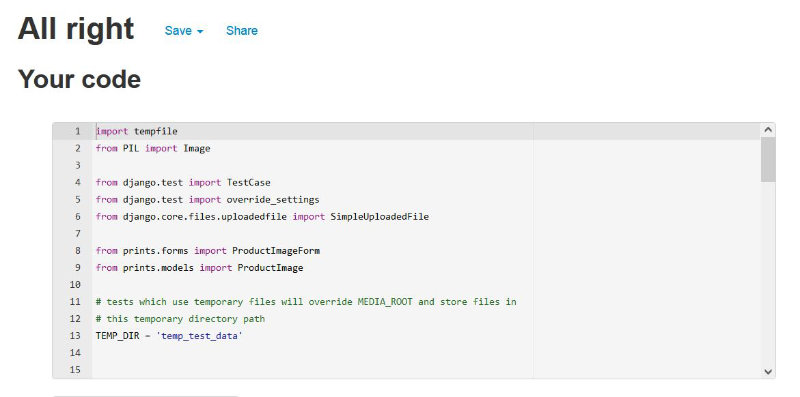 All right Save Share
Your code
1 import tempfile
2 from PIL import Image
3
4 from django.test import TestCase
5 from django.test import override_settings
6 from django.core.files.uploadedfile import SimpleUploadedFile
7
8 from prints.forms import ProductImageForm
9 from prints.models import ProductImage
10
11 # tests which use temporary files will override MEDIA_ROOT and store files in
12 # this temporary directory path
13 TEMP_DIR = 'temp_test_data'
14
15